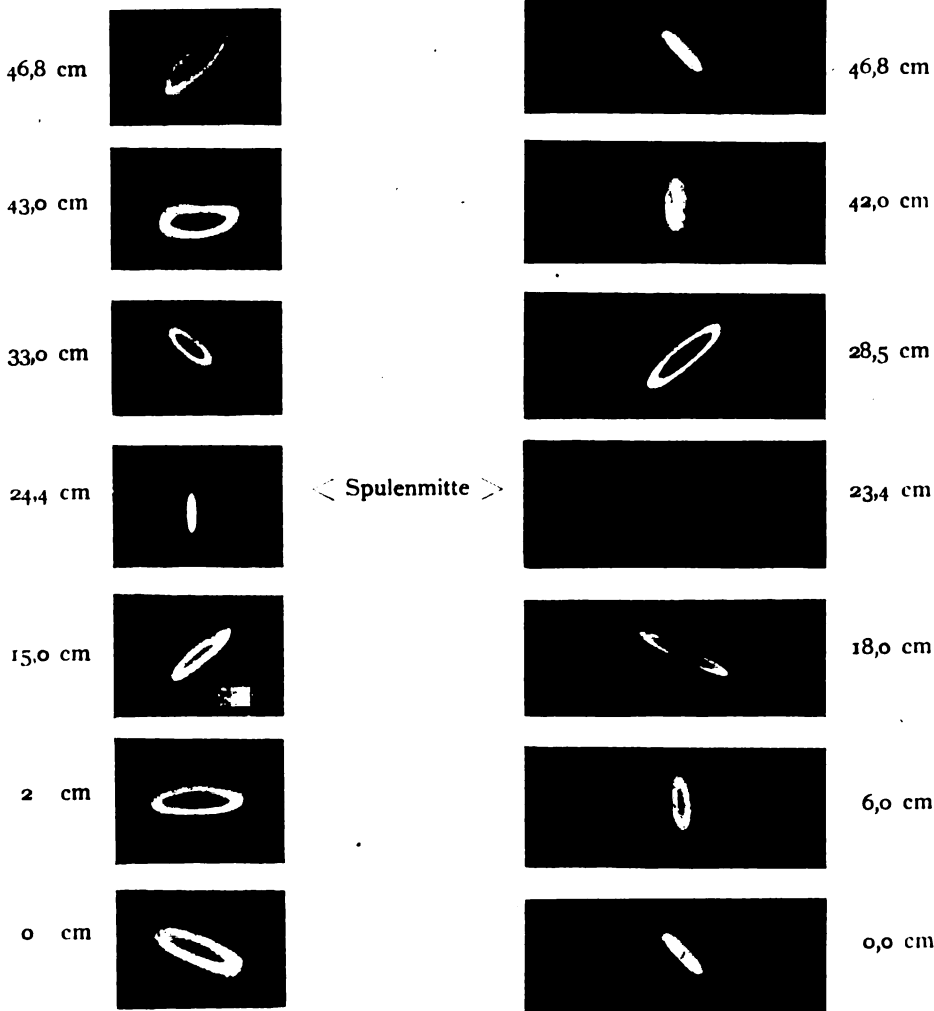 46,8 cm
46,8 cm
43,0 cm
42,0 cm
33,0 cm
28,5 cm
24,4 cm
< Spulenmitte >
23,4 cm
15,0 cm
18,0 cm
2 cm
6,0 cm
0 cm
0,0 cm